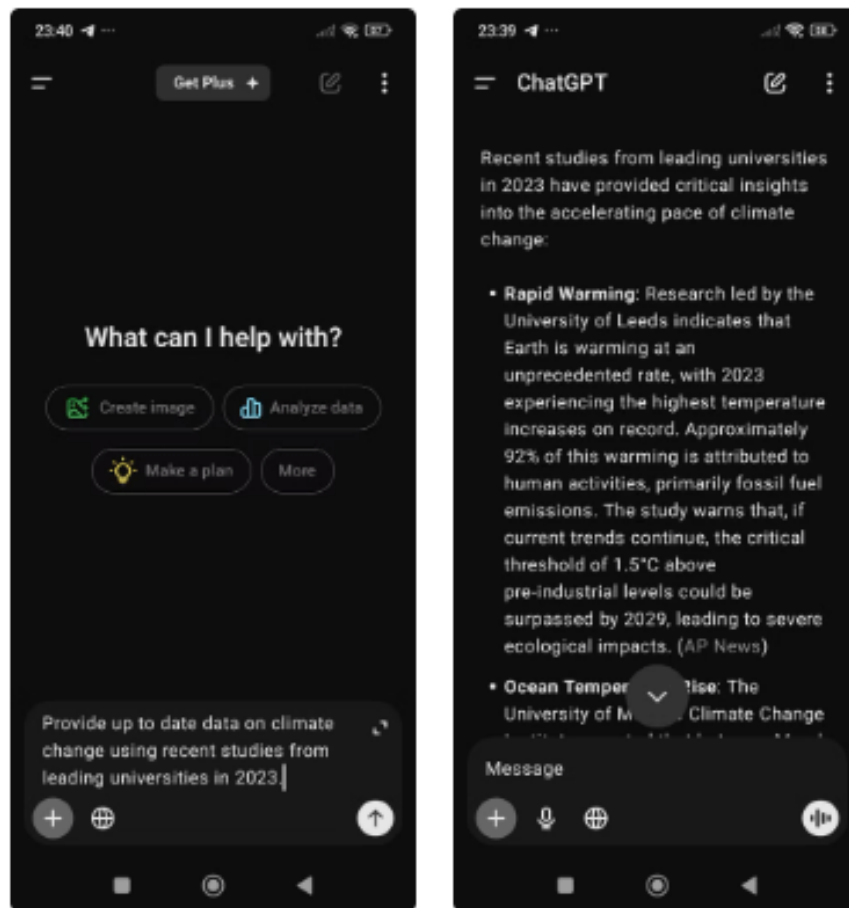 23:40
Get Plus +
What can I help with?
Create image
Analyze data
Make a plan
More
Provide up to date data on climate
change using recent studies from
leading universities in 2023.
23:39
ChatGPT
Recent studies from leading universities
in 2023 have provided critical insights
into the accelerating pace of climate
change:
• Rapid Warming: Research led by the
University of Leeds indicates that
Earth is warming at an
unprecedented rate, with 2023
experiencing the highest temperature
increases on record. Approximately
92% of this warming is attributed to
human activities, primarily fossil fuel
emissions. The study warns that, if
current trends continue, the critical
threshold of 1.5°C above
pre-industrial levels could be
surpassed by 2029, leading to severe
ecological impacts. (AP News)
• Ocean Temper Rise: The
University of M Climate Change
Message